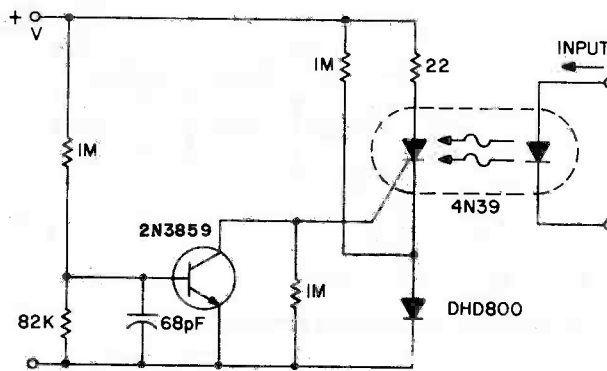 +
V
1M
22
INPUT
1M
4N39
2N3859
1M
DHD800
82K
68pF